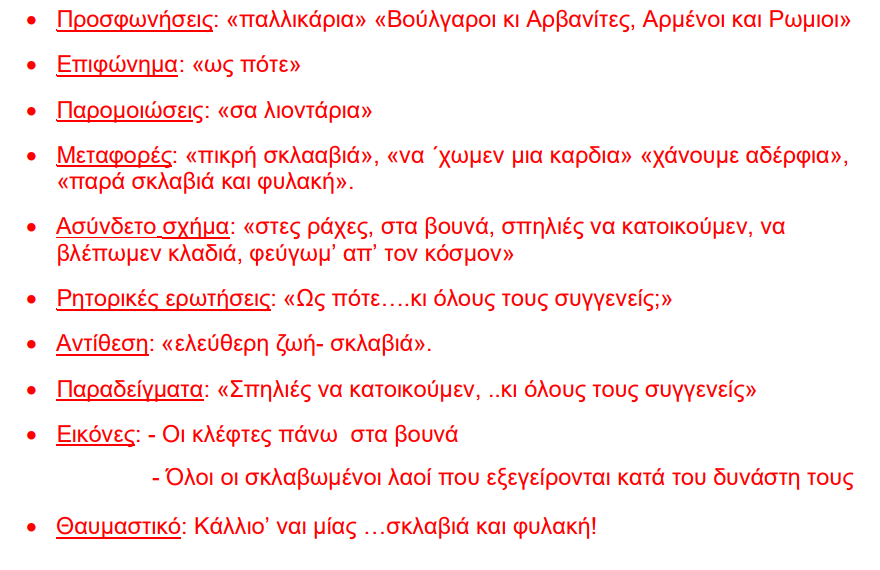 • Προσφωνήσεις: «παλλικάρια» «Βούλγαροι κι Αρβανίτες, Αρμένοι και Ρωμιοι»
• Επιφώνημα: «ως πότε»
• Παρομοιώσεις: «σα λιοντάρια»
• Μεταφορές: «πικρή σκλααβιά», «να ΄χωμεν μια καρδια» «χάνουμε αδέρφια»,
«παρά σκλαβιά και φυλακή».
• Ασύνδετο σχήμα: «στες ράχες, στα βουνά, σπηλιές να κατοικούμεν, να
βλέπωμεν κλαδιά, φεύγωμ’ απ’ τον κόσμον»
• Ρητορικές ερωτήσεις: «Ως πότε….κι όλους τους συγγενείς;»
• Αντίθεση: «ελεύθερη ζωή- σκλαβιά».
• Παραδείγματα: «Σπηλιές να κατοικούμεν, ..κι όλους τους συγγενείς»
• Εικόνες: - Οι κλέφτες πάνω  στα βουνά
- Όλοι οι σκλαβωμένοι λαοί που εξεγείρονται κατά του δυνάστη τους
• Θαυμαστικό: Κάλλιο’ ναι μίας …σκλαβιά και φυλακή!